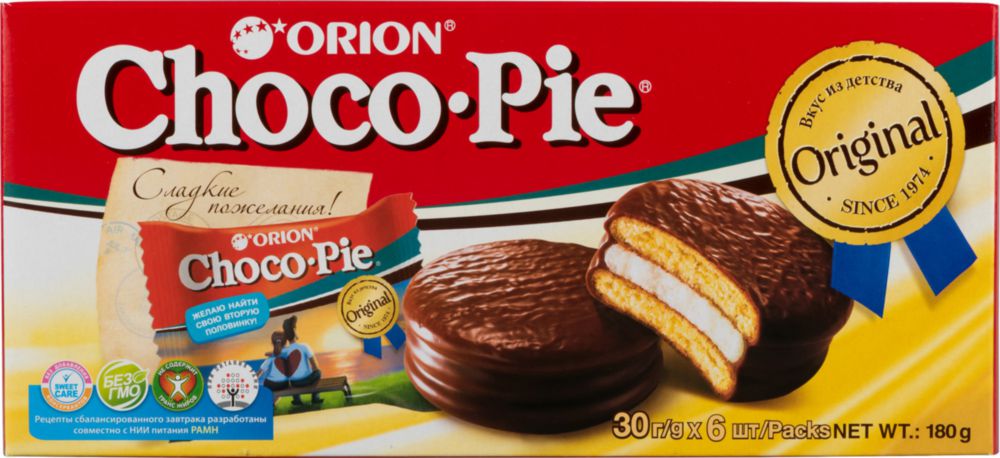 ORION®
Choco·Pie®
Вкус из детства
Original
· SINCE 1974 ·
Сладкие
пожелания!
ORION®
Choco·Pie®
ЖЕЛАЮ НАЙТИ
СВОЮ ВТОРУЮ
ПОЛОВИНКУ!
Original
SINCE 1974
SWEET
CARE
БЕЗ
ГМО
НЕ СОДЕРЖИТ
ТРАНС ЖИРОВ
Рецепты сбалансированного завтрака разработаны
совместно с НИИ питания РАМН
30 г/g x 6 шт/Packs NET WT.: 180 g